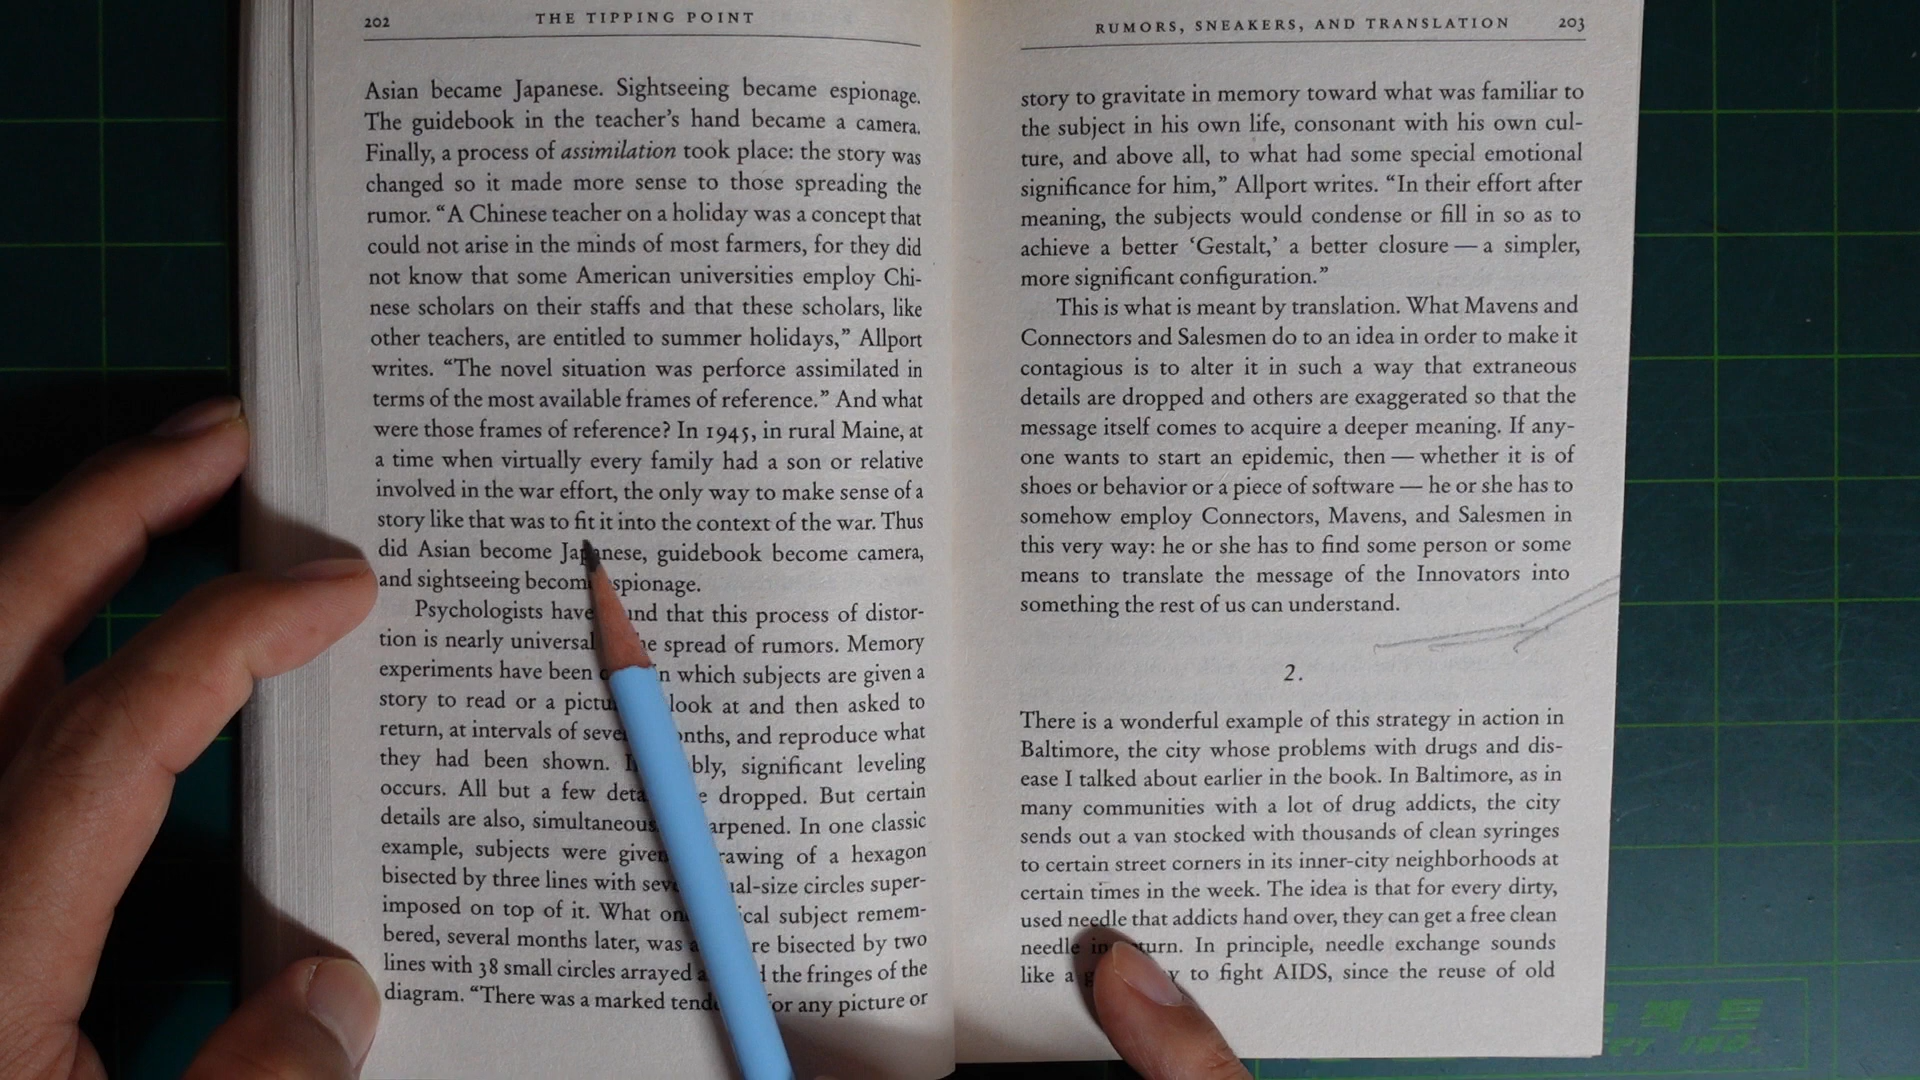 202
THE TIPPING POINT
Asian became Japanese. Sightseeing became espionage.
The guidebook in the teacher's hand became a camera.
Finally, a process of assimilation took place: the story was
changed so it made more sense to those spreading the
rumor. “A Chinese teacher on a holiday was a concept that
could not arise in the minds of most farmers, for they did
not know that some American universities employ Chi-
nese scholars on their staffs and that these scholars, like
other teachers, are entitled to summer holidays,” Allport
writes. “The novel situation was perforce assimilated in
terms of the most available frames of reference.” And what
were those frames of reference? In 1945, in rural Maine, at
a time when virtually every family had a son or relative
involved in the war effort, the only way to make sense of a
story like that was to fit it into the context of the war. Thus
did Asian become Japanese, guidebook become camera,
and sightseeing become espionage.
Psychologists have that this process of distor-
tion is nearly universal spread of rumors. Memory
experiments have been in which subjects are given a
story to read or a look at and then asked to
return, at intervals of and reproduce what
they had been shown. significant leveling
occurs. All but a few dropped. But certain
details are also, In one classic
example, subjects were given of a hexagon
bisected by three lines with circles super-
imposed on top of it. What subject remem-
bered, several months later, was bisected by two
lines with 38 small circles arrayed the fringes of the
diagram. “There was a marked any picture or
RUMORS, SNEAKERS, AND TRANSLATION
203
story to gravitate in memory toward what was familiar to
the subject in his own life, consonant with his own cul-
ture, and above all, to what had some special emotional
significance for him,” Allport writes. “In their effort after
meaning, the subjects would condense or fill in so as to
achieve a better ‘Gestalt,’ a better closure — a simpler,
more significant configuration.”
This is what is meant by translation. What Mavens and
Connectors and Salesmen do to an idea in order to make it
contagious is to alter it in such a way that extraneous
details are dropped and others are exaggerated so that the
message itself comes to acquire a deeper meaning. If any-
one wants to start an epidemic, then — whether it is of
shoes or behavior or a piece of software — he or she has to
somehow employ Connectors, Mavens, and Salesmen in
this very way: he or she has to find some person or some
means to translate the message of the Innovators into
something the rest of us can understand.
2.
There is a wonderful example of this strategy in action in
Baltimore, the city whose problems with drugs and dis-
ease I talked about earlier in the book. In Baltimore, as in
many communities with a lot of drug addicts, the city
sends out a van stocked with thousands of clean syringes
to certain street corners in its inner-city neighborhoods at
certain times in the week. The idea is that for every dirty,
used needle that addicts hand over, they can get a free clean
needle in In principle, needle exchange sounds
like a to fight AIDS, since the reuse of old